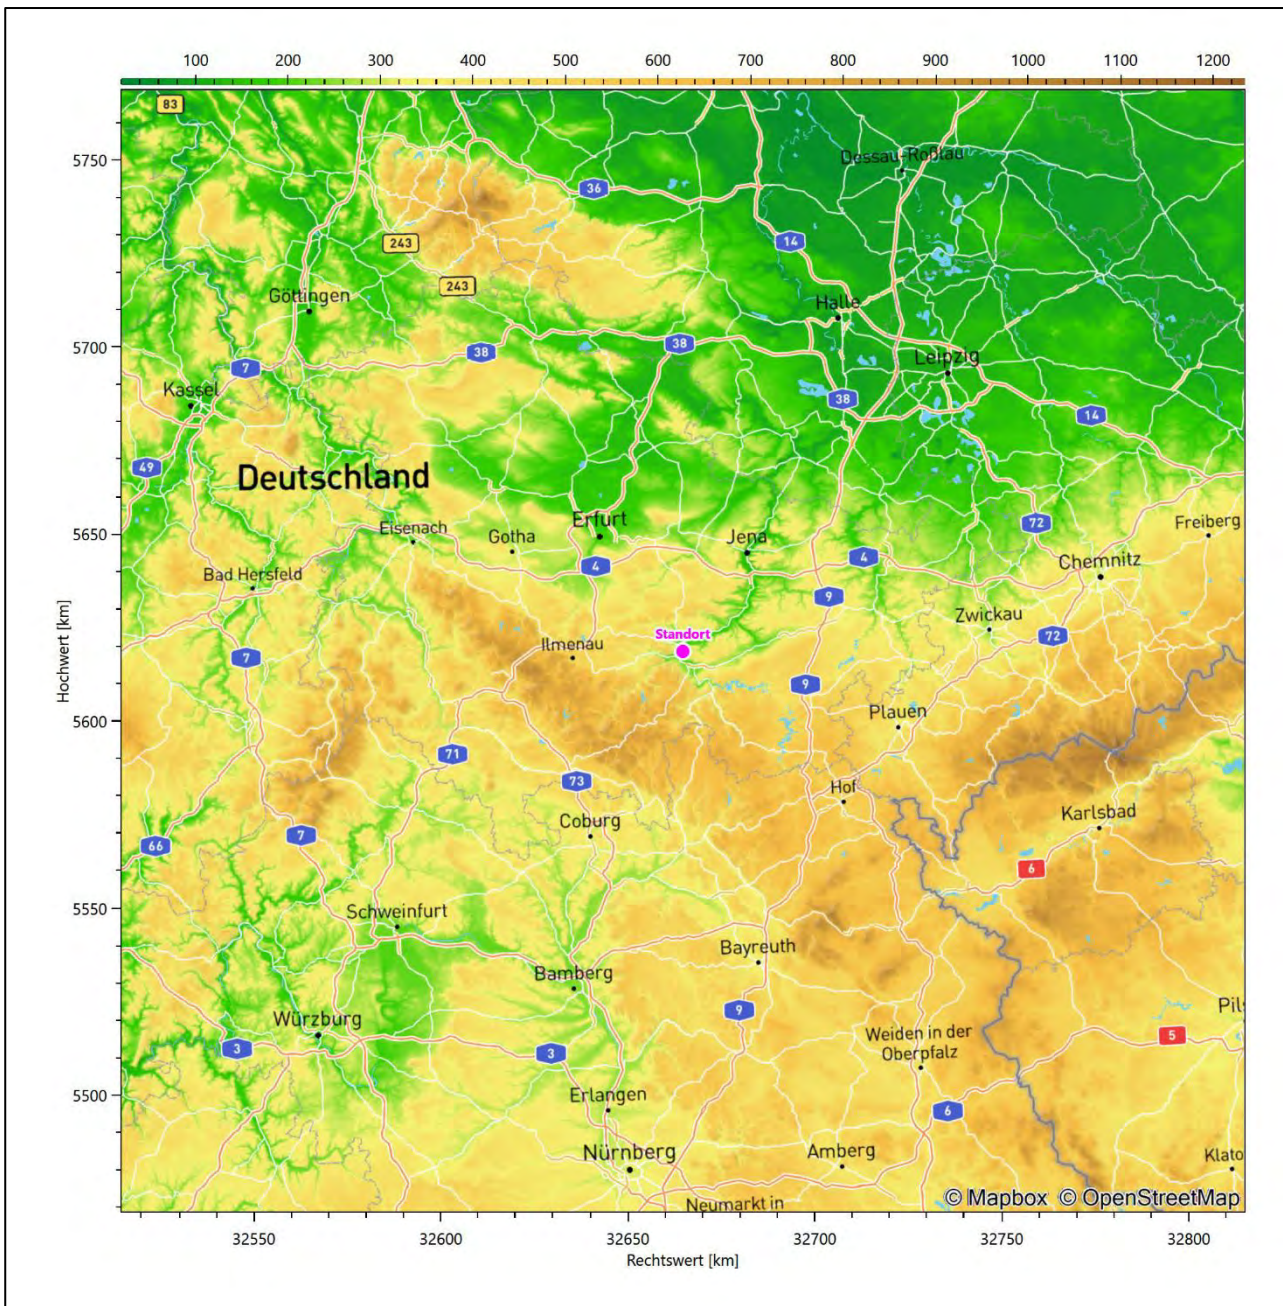 100 200 300 400 500 600 700 800 900 1000 1100 1200
83
5750
Dessau-Roßlau
36
243
14
243
Göttingen
Halle
5700
38
38
Leipzig
7
Kassel
38
14
49
Deutschland
Erfurt
72
Freiberg
5650
Eisenach
Gotha
Jena
4
4
Chemnitz
Bad Hersfeld
9
Zwickau
72
Standort
Ilmenau
7
9
Hochwert [km]
5600
Plauen
71
73
Hof
Coburg
Karlsbad
7
66
6
5550
Schweinfurt
Bayreuth
Bamberg
9
Würzburg
Pils
Weiden in der
Oberpfalz
5
3
3
5500
Erlangen
6
Nürnberg
Amberg
Klato
Neumarkt in
© Mapbox © OpenStreetMap
32550 32600 32650 32700 32750 32800
Rechtswert [km]